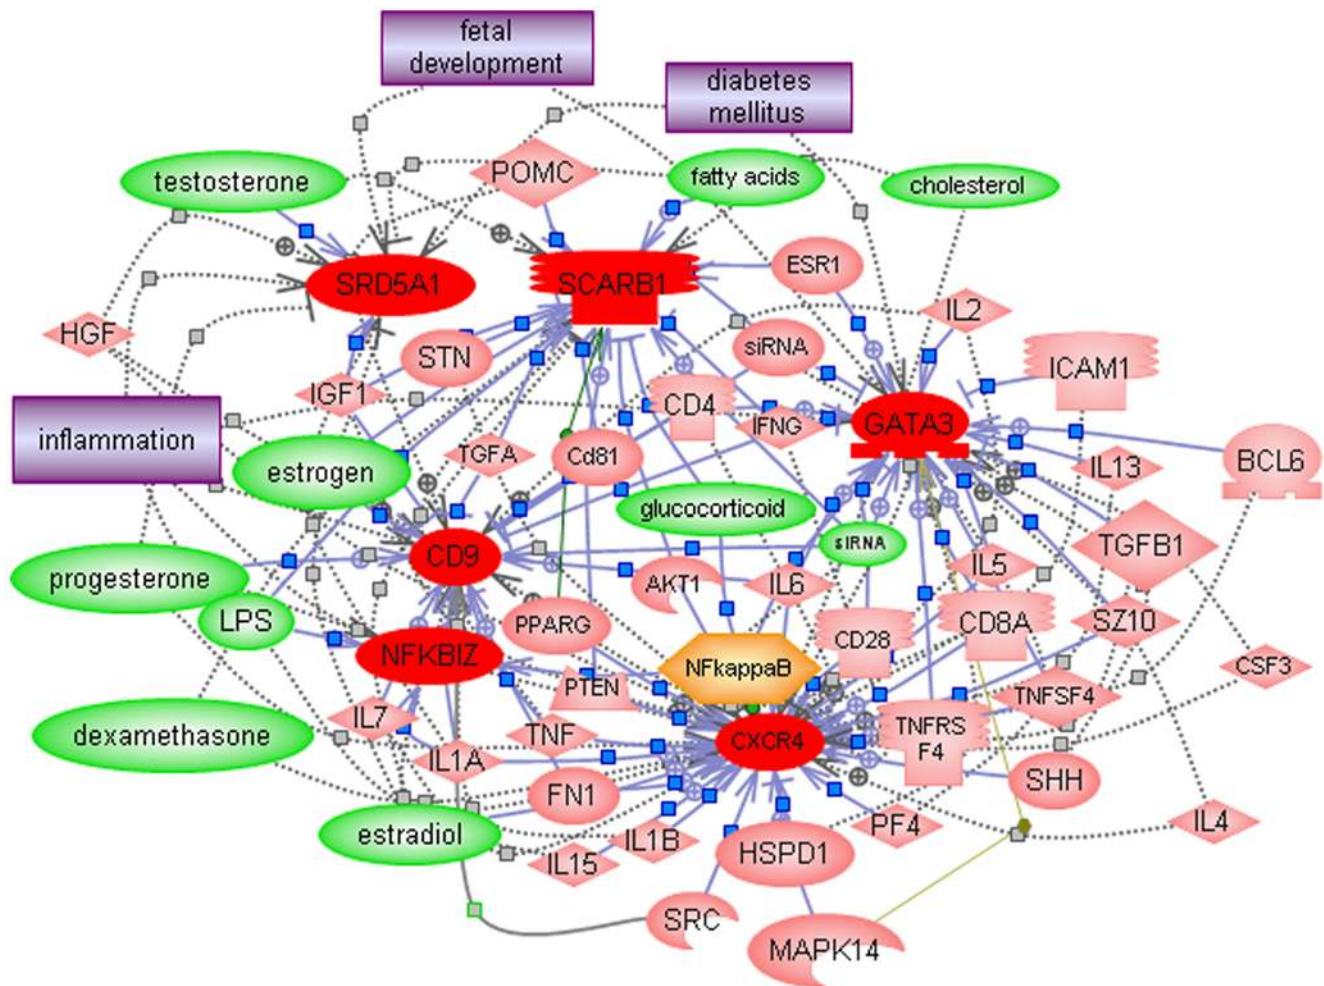 fetal
development
diabetes
mellitus
testosterone
POMC
fatty acids
cholesterol
SRD5A1
SCARB1
ESR1
HGF
STN
siRNA
IL2
ICAM1
IGF1
CD4
IFNG
GATA3
inflammation
estrogen
TGFA
Cd81
IL13
BCL6
glucocorticoid
siRNA
CD9
TGFB1
progesterone
AKT1
IL6
IL5
LPS
PPARG
CD28
CD8A
SZ10
NFKBIZ
NFkappaB
CSF3
PTEN
TNFSF4
IL7
dexamethasone
TNF
CXCR4
TNFRS
F4
IL1A
FN1
SHH
estradiol
IL15
IL1B
HSPD1
PF4
IL4
SRC
MAPK14